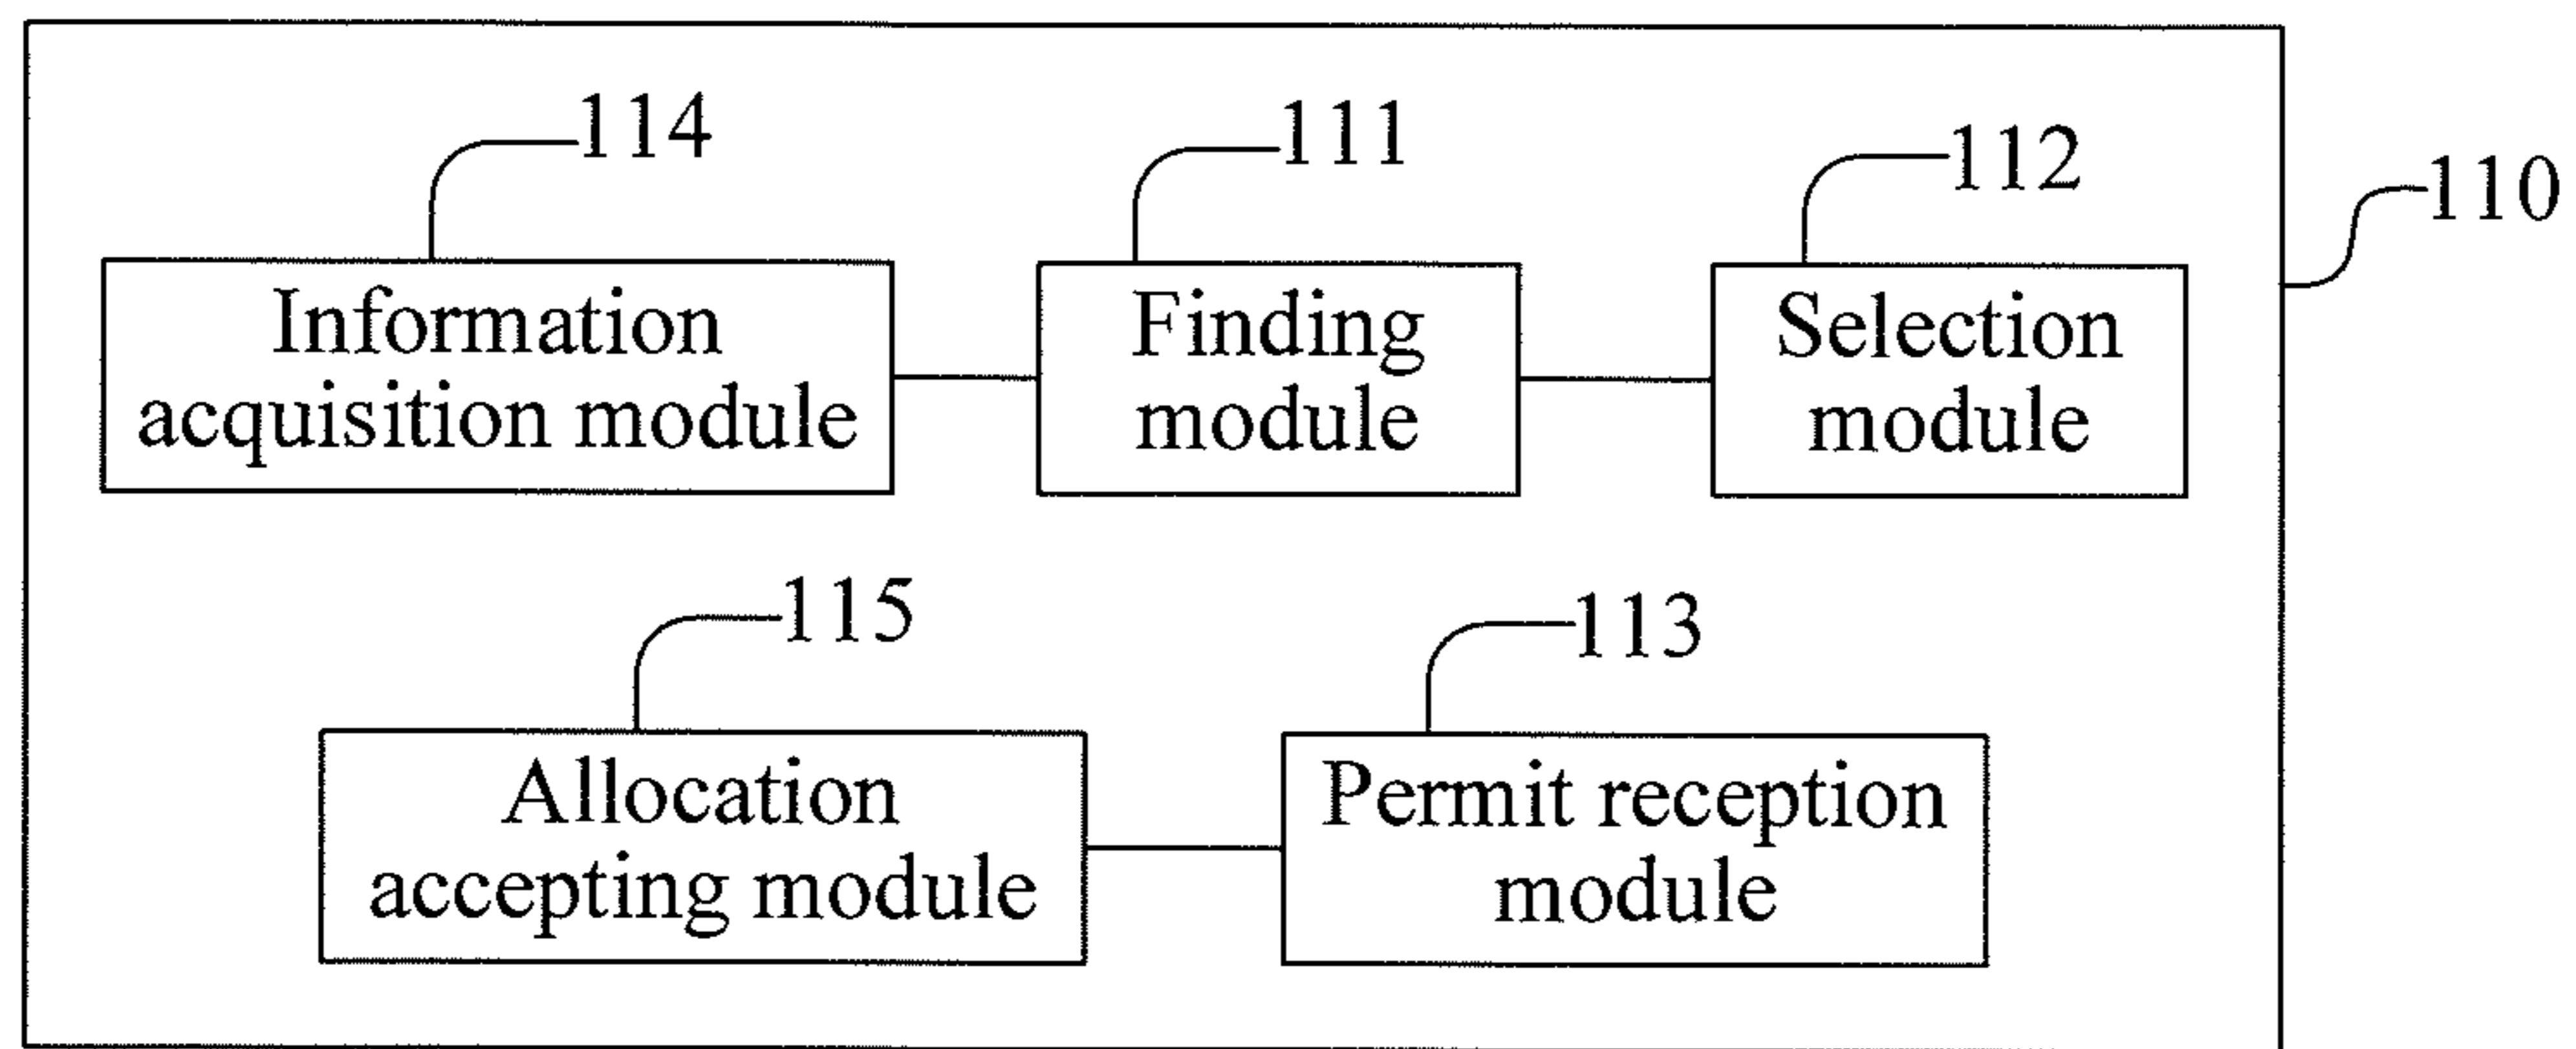 114
111
112
110
Information
acquisition module
Finding
module
Selection
module
115
113
Allocation
accepting module
Permit reception
module